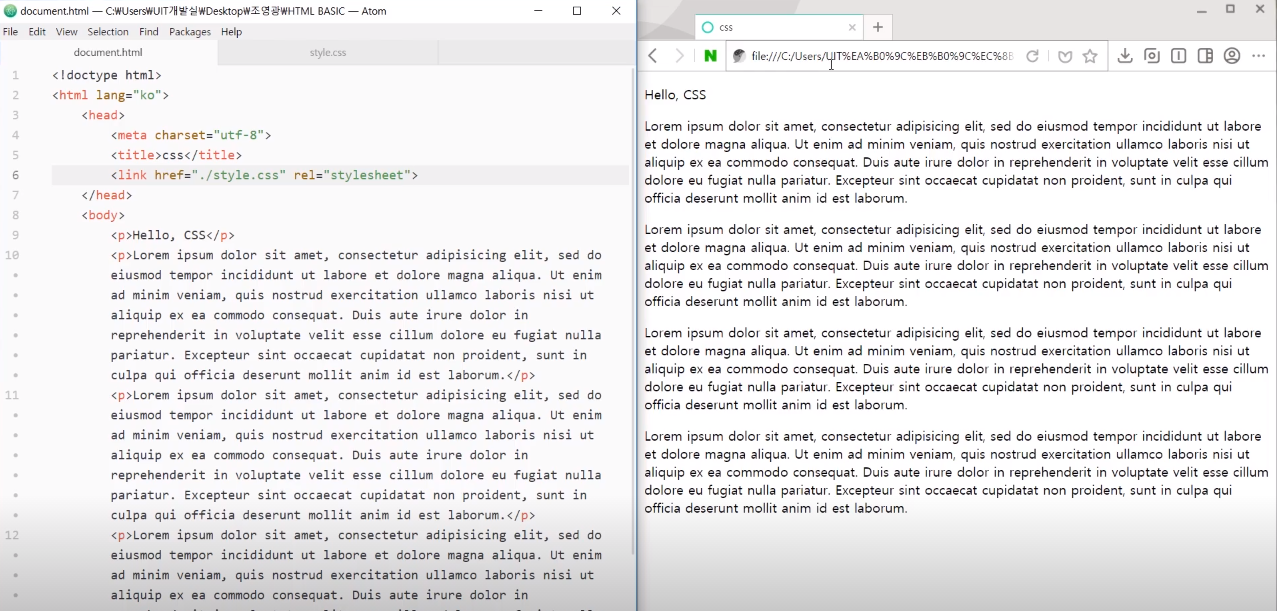 document.html — C:₩Users₩UIT개발실₩Desktop₩조영광₩HTML BASIC — Atom
File Edit View Selection Find Packages Help
document.html style.css
1 <!doctype html>
2 <html lang="ko">
3 <head>
4 <meta charset="utf-8">
5 <title>css</title>
6 <link href="./style.css" rel="stylesheet">
7 </head>
8 <body>
9 <p>Hello, CSS</p>
10 <p>Lorem ipsum dolor sit amet, consectetur adipisicing elit, sed do
eiusmod tempor incididunt ut labore et dolore magna aliqua. Ut enim
ad minim veniam, quis nostrud exercitation ullamco laboris nisi ut
aliquip ex ea commodo consequat. Duis aute irure dolor in
reprehenderit in voluptate velit esse cillum dolore eu fugiat nulla
pariatur. Excepteur sint occaecat cupidatat non proident, sunt in
culpa qui officia deserunt mollit anim id est laborum.</p>
11 <p>Lorem ipsum dolor sit amet, consectetur adipisicing elit, sed do
eiusmod tempor incididunt ut labore et dolore magna aliqua. Ut enim
ad minim veniam, quis nostrud exercitation ullamco laboris nisi ut
aliquip ex ea commodo consequat. Duis aute irure dolor in
reprehenderit in voluptate velit esse cillum dolore eu fugiat nulla
pariatur. Excepteur sint occaecat cupidatat non proident, sunt in
culpa qui officia deserunt mollit anim id est laborum.</p>
12 <p>Lorem ipsum dolor sit amet, consectetur adipisicing elit, sed do
eiusmod tempor incididunt ut labore et dolore magna aliqua. Ut enim
ad minim veniam, quis nostrud exercitation ullamco laboris nisi ut
aliquip ex ea commodo consequat. Duis aute irure dolor in
css
N file:///C:/Users/UIT%EA%B0%9C%EB%B0%9C%EC%8B
Hello, CSS
Lorem ipsum dolor sit amet, consectetur adipisicing elit, sed do eiusmod tempor incididunt ut labore
et dolore magna aliqua. Ut enim ad minim veniam, quis nostrud exercitation ullamco laboris nisi ut
aliquip ex ea commodo consequat. Duis aute irure dolor in reprehenderit in voluptate velit esse cillum
dolore eu fugiat nulla pariatur. Excepteur sint occaecat cupidatat non proident, sunt in culpa qui
officia deserunt mollit anim id est laborum.
Lorem ipsum dolor sit amet, consectetur adipisicing elit, sed do eiusmod tempor incididunt ut labore
et dolore magna aliqua. Ut enim ad minim veniam, quis nostrud exercitation ullamco laboris nisi ut
aliquip ex ea commodo consequat. Duis aute irure dolor in reprehenderit in voluptate velit esse cillum
dolore eu fugiat nulla pariatur. Excepteur sint occaecat cupidatat non proident, sunt in culpa qui
officia deserunt mollit anim id est laborum.
Lorem ipsum dolor sit amet, consectetur adipisicing elit, sed do eiusmod tempor incididunt ut labore
et dolore magna aliqua. Ut enim ad minim veniam, quis nostrud exercitation ullamco laboris nisi ut
aliquip ex ea commodo consequat. Duis aute irure dolor in reprehenderit in voluptate velit esse cillum
dolore eu fugiat nulla pariatur. Excepteur sint occaecat cupidatat non proident, sunt in culpa qui
officia deserunt mollit anim id est laborum.
Lorem ipsum dolor sit amet, consectetur adipisicing elit, sed do eiusmod tempor incididunt ut labore
et dolore magna aliqua. Ut enim ad minim veniam, quis nostrud exercitation ullamco laboris nisi ut
aliquip ex ea commodo consequat. Duis aute irure dolor in reprehenderit in voluptate velit esse cillum
dolore eu fugiat nulla pariatur. Excepteur sint occaecat cupidatat non proident, sunt in culpa qui
officia deserunt mollit anim id est laborum.